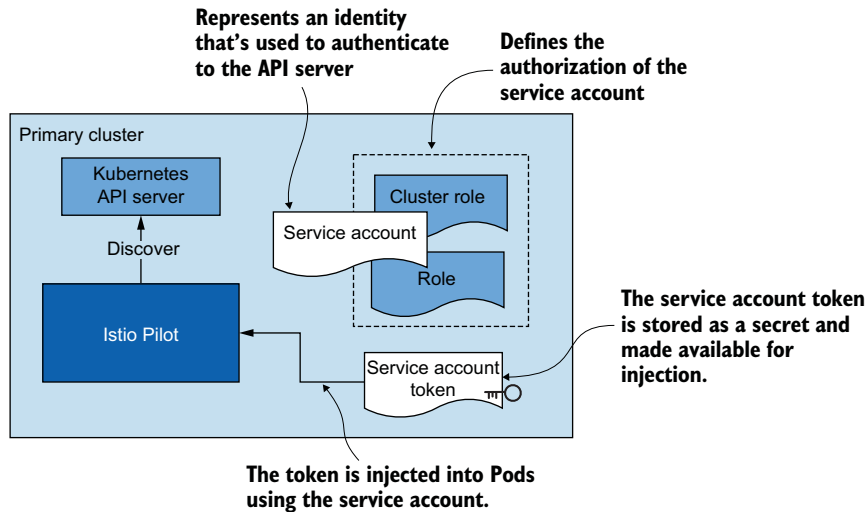 Represents an identity
that's used to authenticate
to the API server
Defines the
authorization of the
service account
Primary cluster
Kubernetes
API server
Cluster role
Service account
Discover
Role
Istio Pilot
The service account token
is stored as a secret and
made available for
injection.
Service account
token
The token is injected into Pods
using the service account.